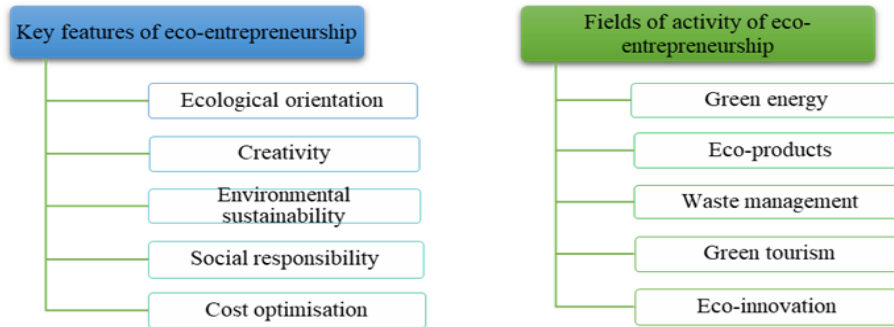 Key features of eco-entrepreneurship
Ecological orientation
Creativity
Environmental
sustainability
Social responsibility
Cost optimisation
Fields of activity of eco-
entrepreneurship
Green energy
Eco-products
Waste management
Green tourism
Eco-innovation